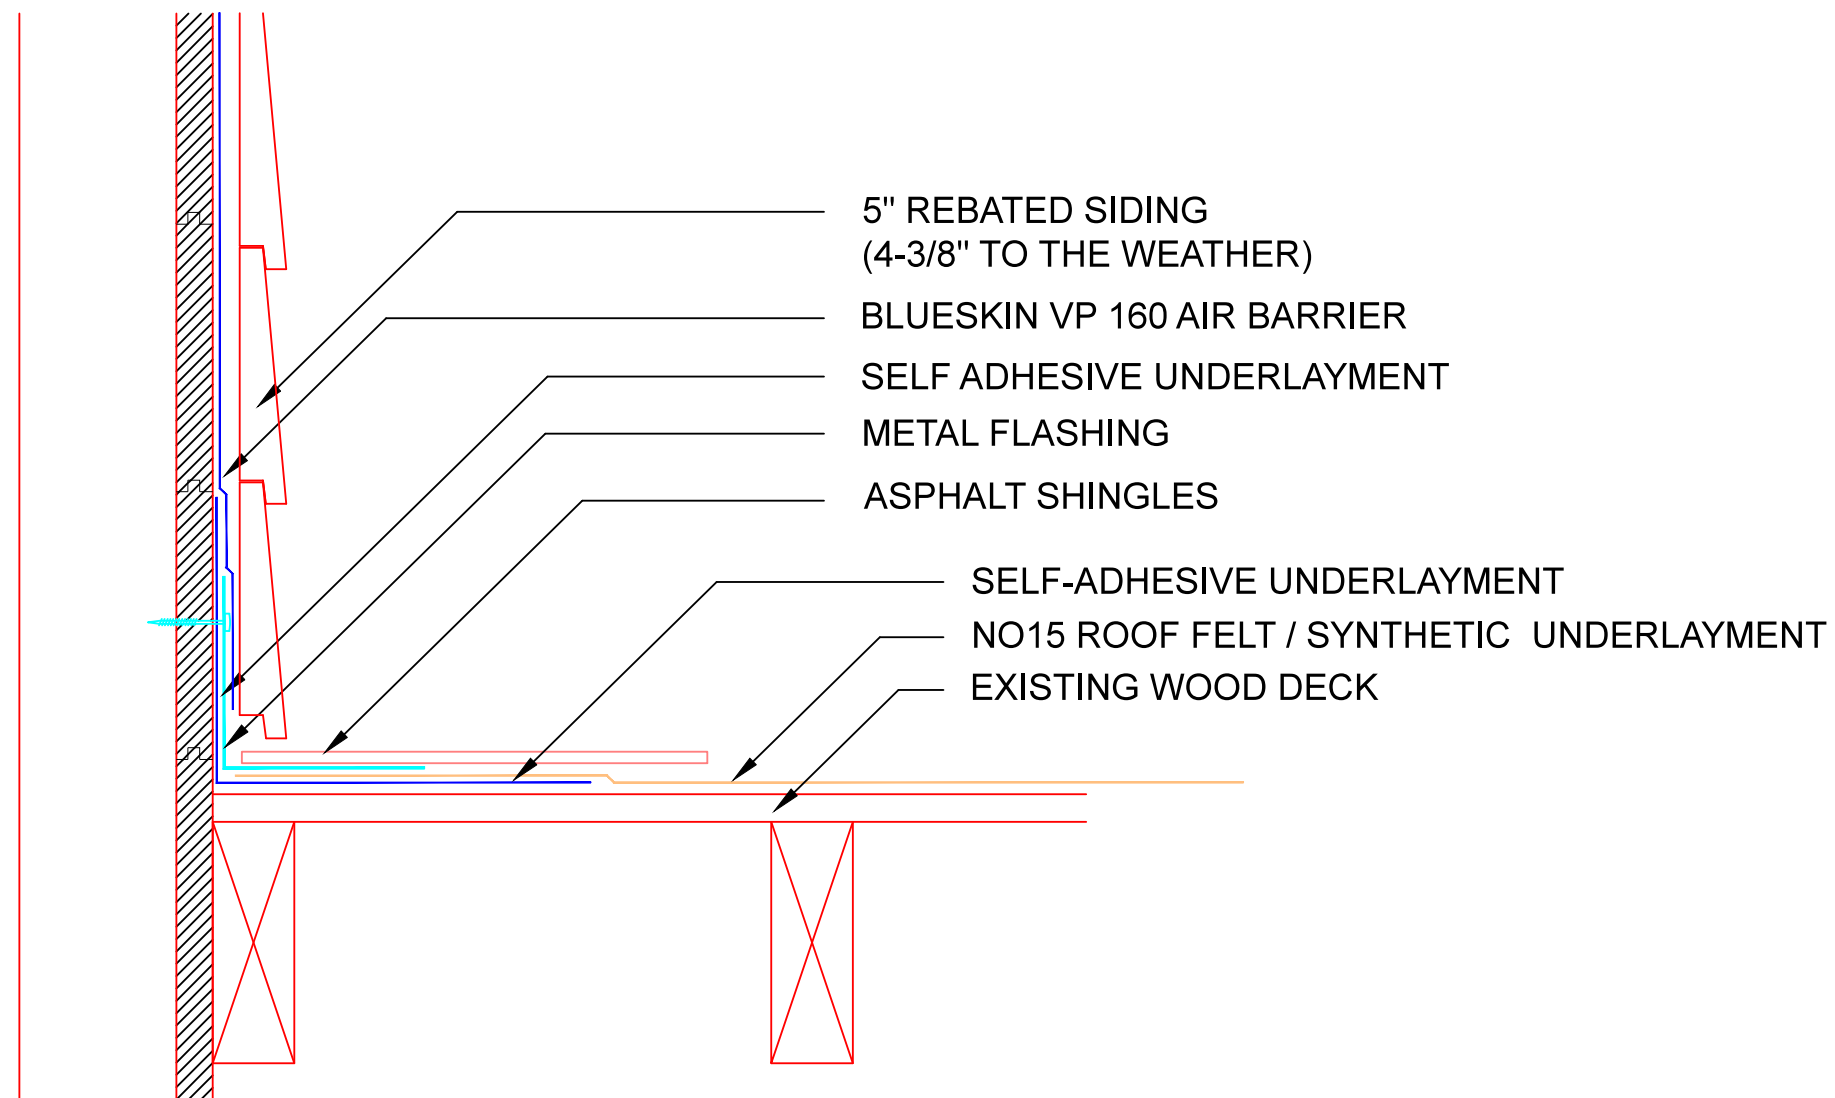 5" REBATED SIDING
(4-3/8" TO THE WEATHER)
BLUESKIN VP 160 AIR BARRIER
SELF ADHESIVE UNDERLAYMENT
METAL FLASHING
ASPHALT SHINGLES
SELF-ADHESIVE UNDERLAYMENT
NO15 ROOF FELT / SYNTHETIC UNDERLAYMENT
EXISTING WOOD DECK